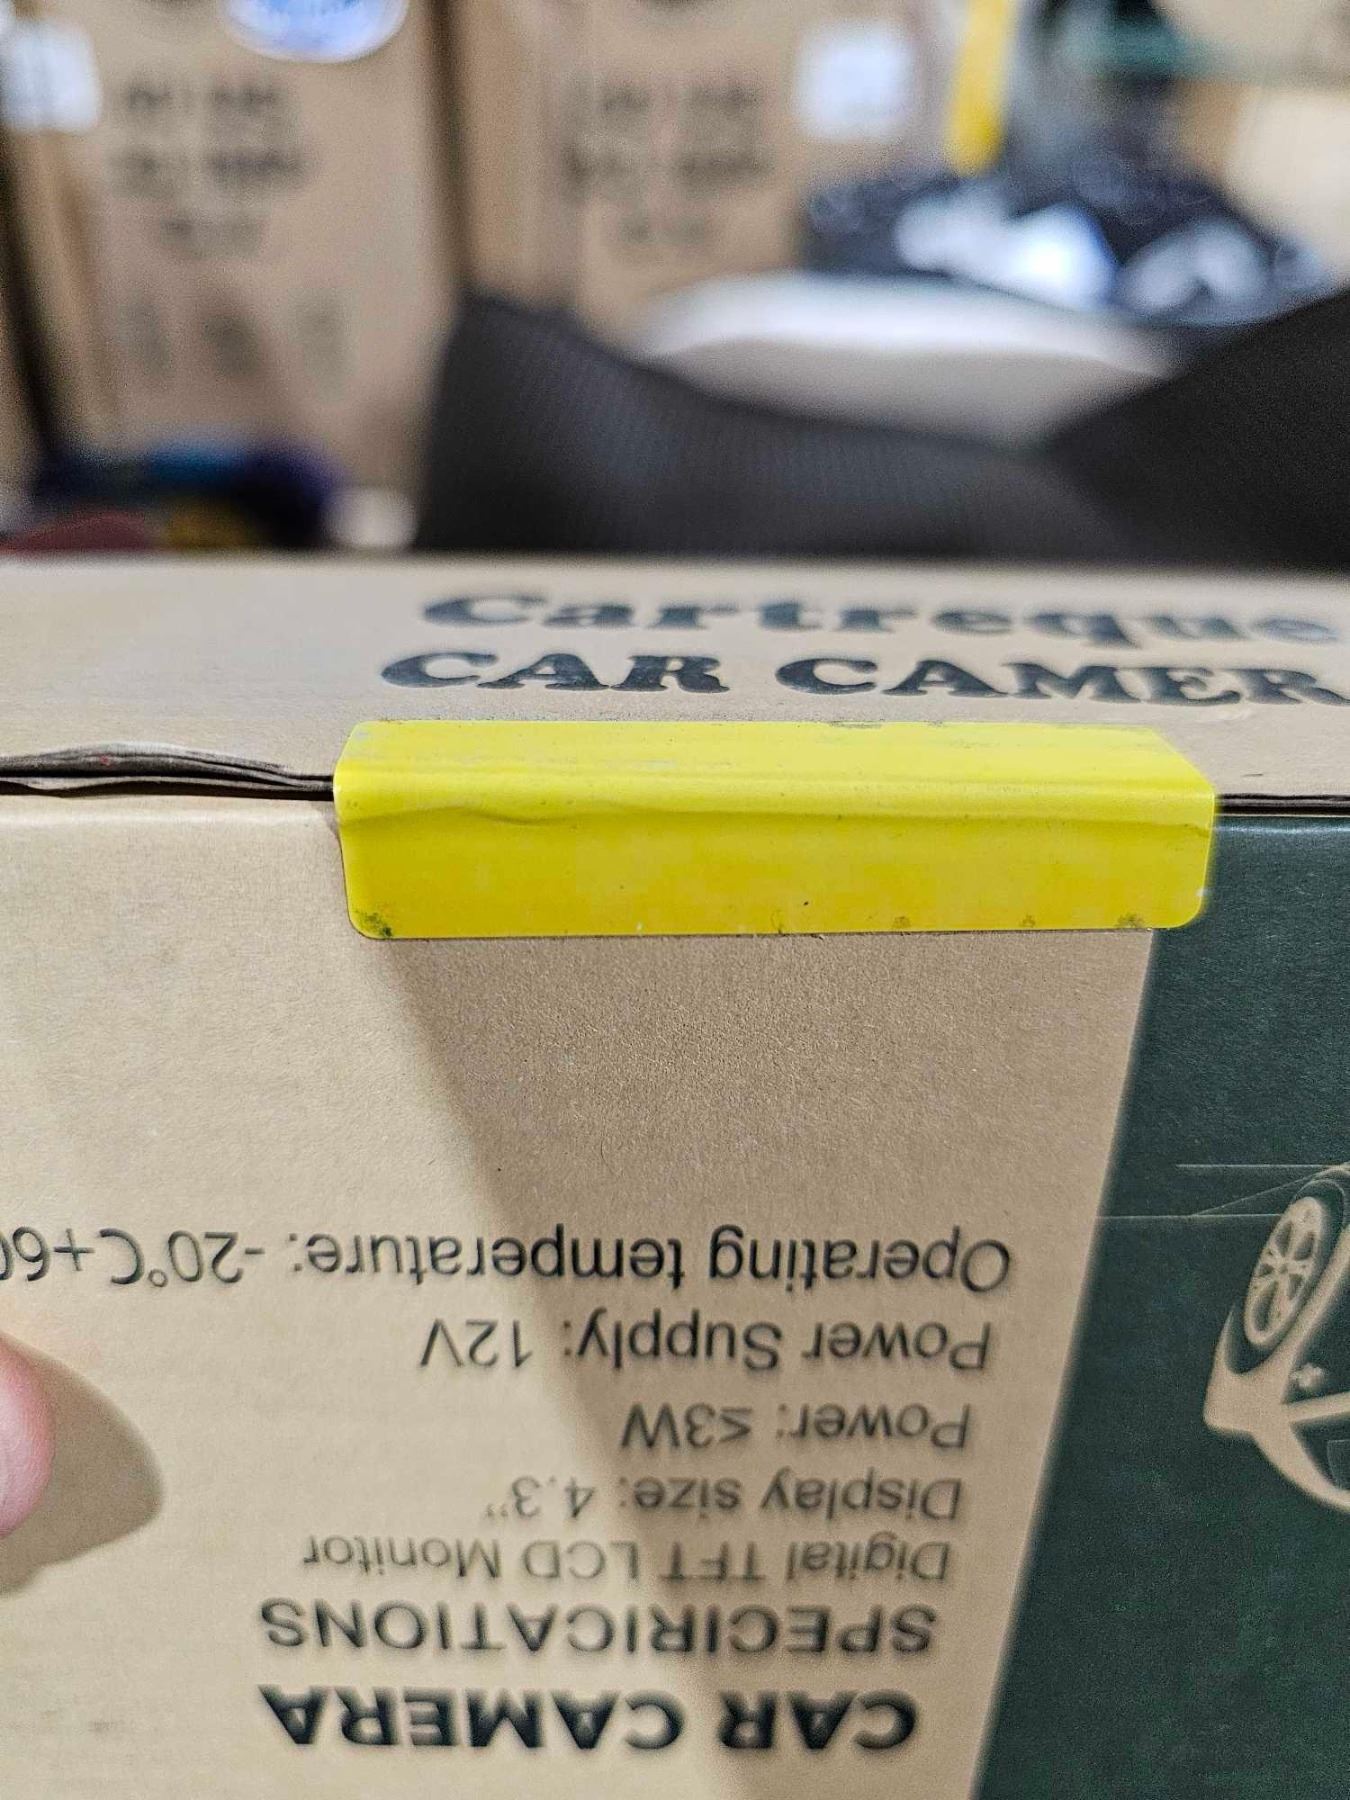 Cartreque
CAR CAMER
CAR CAMERA
SPECIRICATIONS
Digital TFT LCD Monitor
Display size: 4.3"
Power: ≤3W
Power Supply: 12V
Operating temperature: -20°C+60